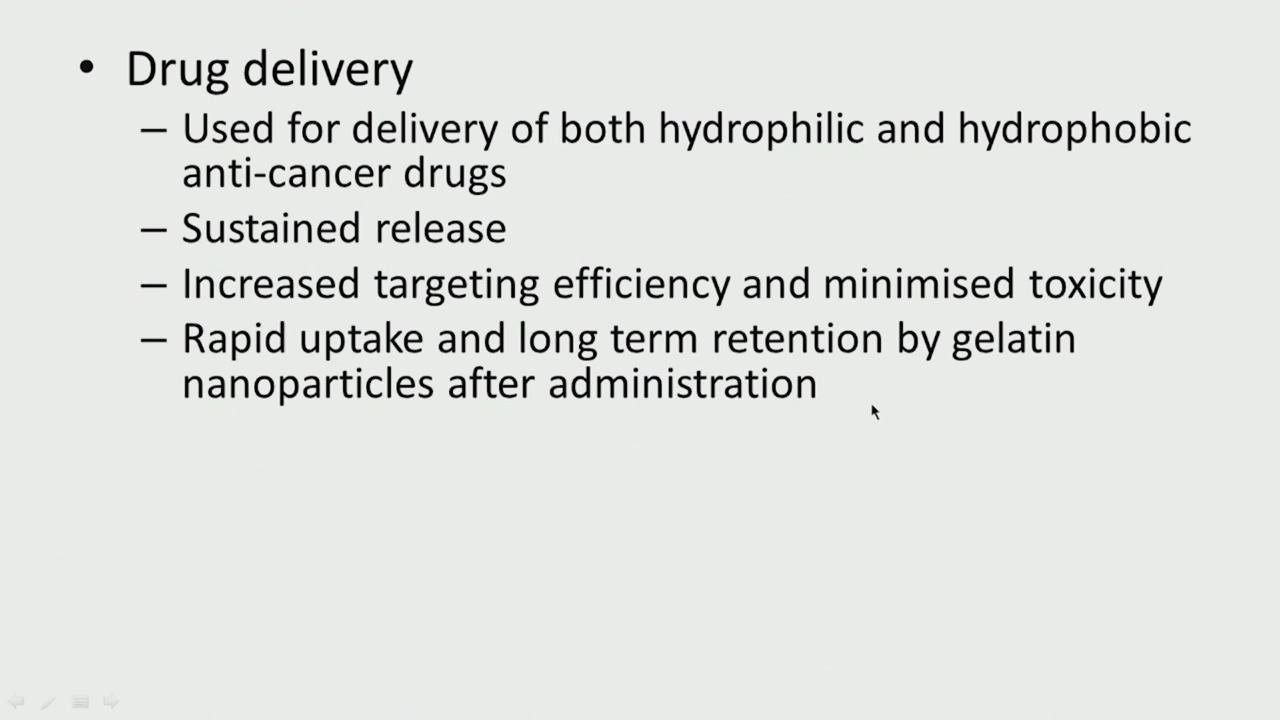 • Drug delivery
– Used for delivery of both hydrophilic and hydrophobic
anti-cancer drugs
– Sustained release
– Increased targeting efficiency and minimised toxicity
– Rapid uptake and long term retention by gelatin
nanoparticles after administration